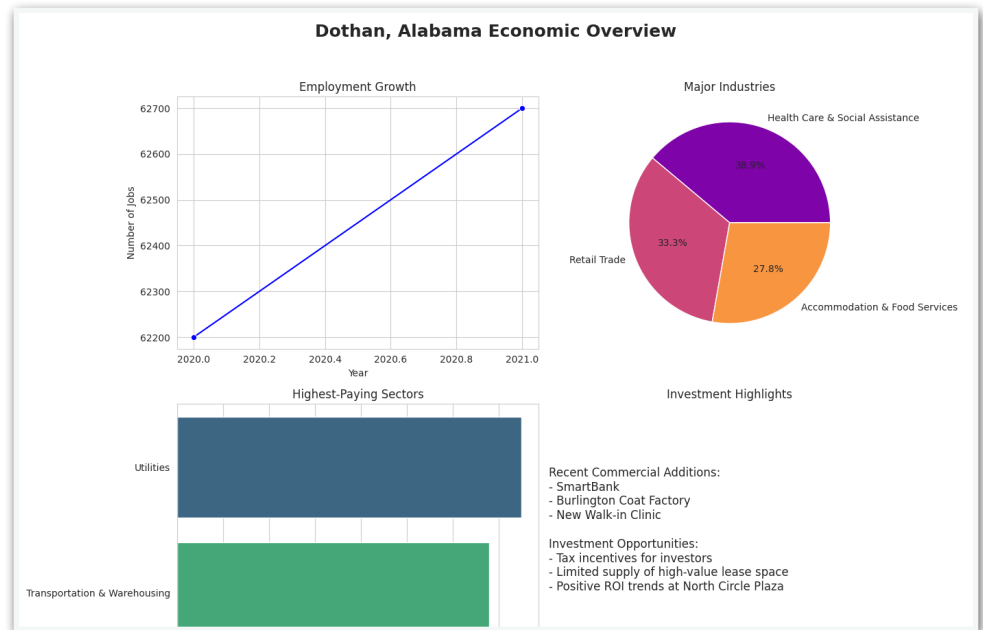 Dothan, Alabama Economic Overview
Employment Growth
62700
62600
62500
62400
62300
62200
Number of Jobs
2020.0 2020.2 2020.4 2020.6 2020.8 2021.0
Year
Major Industries
Health Care & Social Assistance
38.9%
33.3%
Retail Trade
27.8%
Accommodation & Food Services
Highest-Paying Sectors
Utilities
Transportation & Warehousing
Investment Highlights
Recent Commercial Additions:
- SmartBank
- Burlington Coat Factory
- New Walk-in Clinic
Investment Opportunities:
- Tax incentives for investors
- Limited supply of high-value lease space
- Positive ROI trends at North Circle Plaza